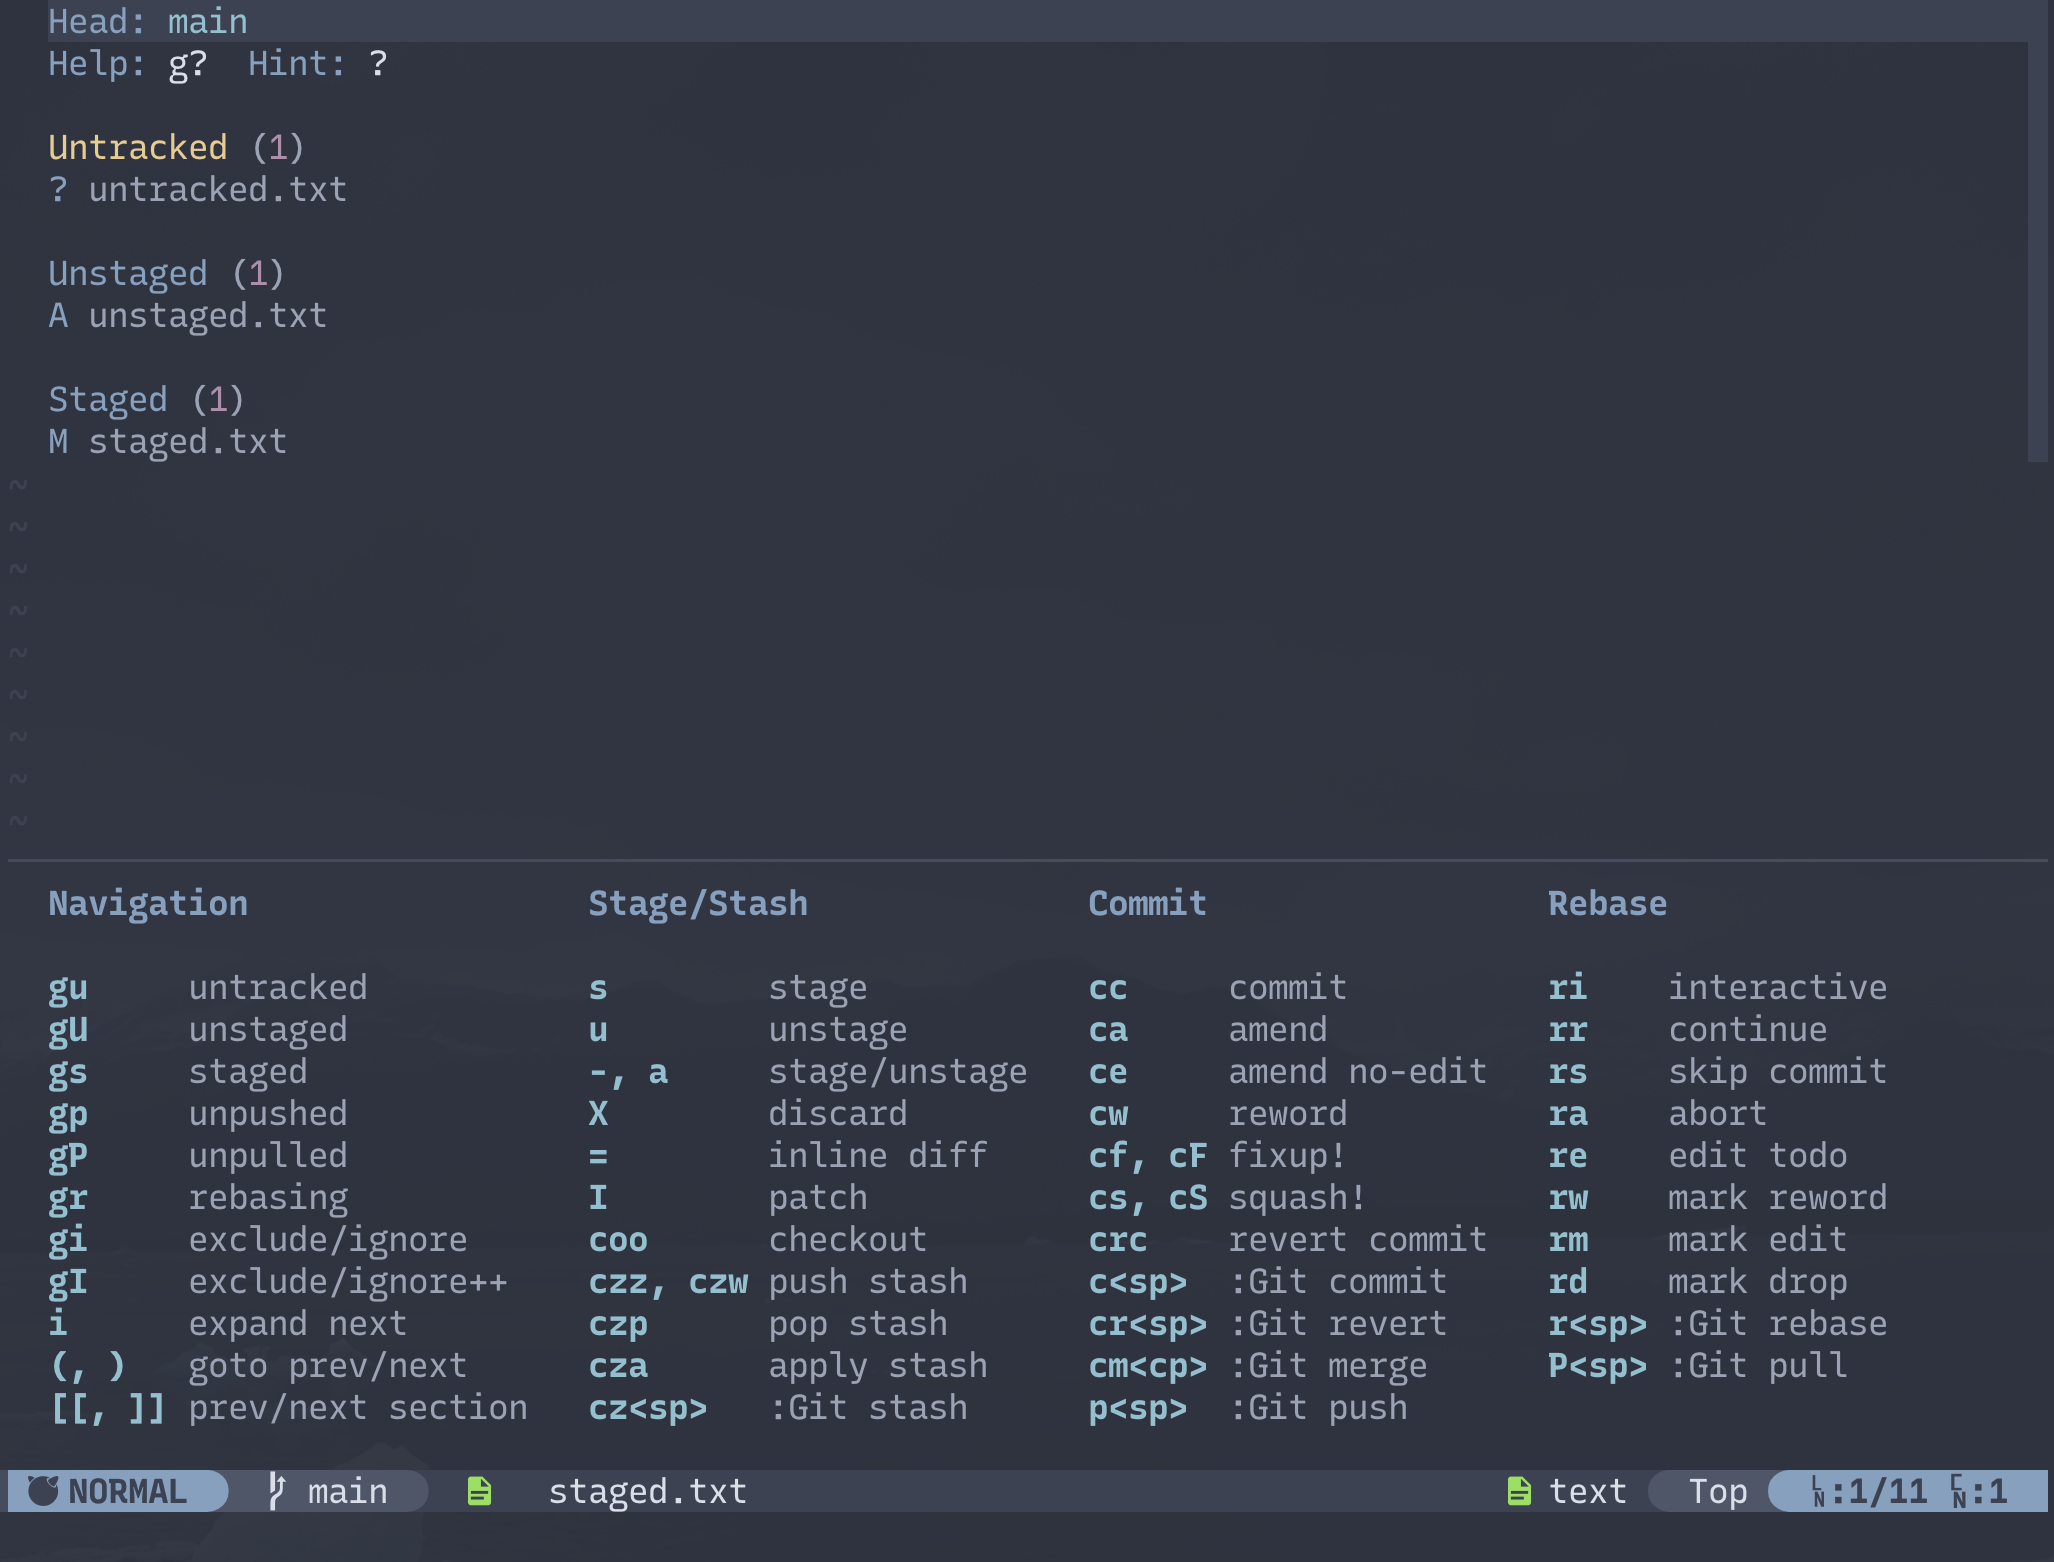 Head: main
Help: g?  Hint: ?
Untracked (1)
? untracked.txt
Unstaged (1)
A unstaged.txt
Staged (1)
M staged.txt
~
~
~
~
~
~
~
~
~
Navigation Stage/Stash Commit Rebase
gu untracked s stage cc commit ri interactive
gU unstaged u unstage ca amend rr continue
gs staged -, a stage/unstage ce amend no-edit rs skip commit
gp unpushed X discard cw reword ra abort
gP unpulled = inline diff cf, cF fixup! re edit todo
gr rebasing I patch cs, cS squash! rw mark reword
gi exclude/ignore coo checkout crc revert commit rm mark edit
gI exclude/ignore++ czz, czw push stash c<sp> :Git commit rd mark drop
i expand next czp pop stash cr<sp> :Git revert r<sp> :Git rebase
(, ) goto prev/next cza apply stash cm<cp> :Git merge P<sp> :Git pull
[[, ]] prev/next section cz<sp> :Git stash p<sp> :Git push
NORMAL main staged.txt text Top LN:1/11 CN:1